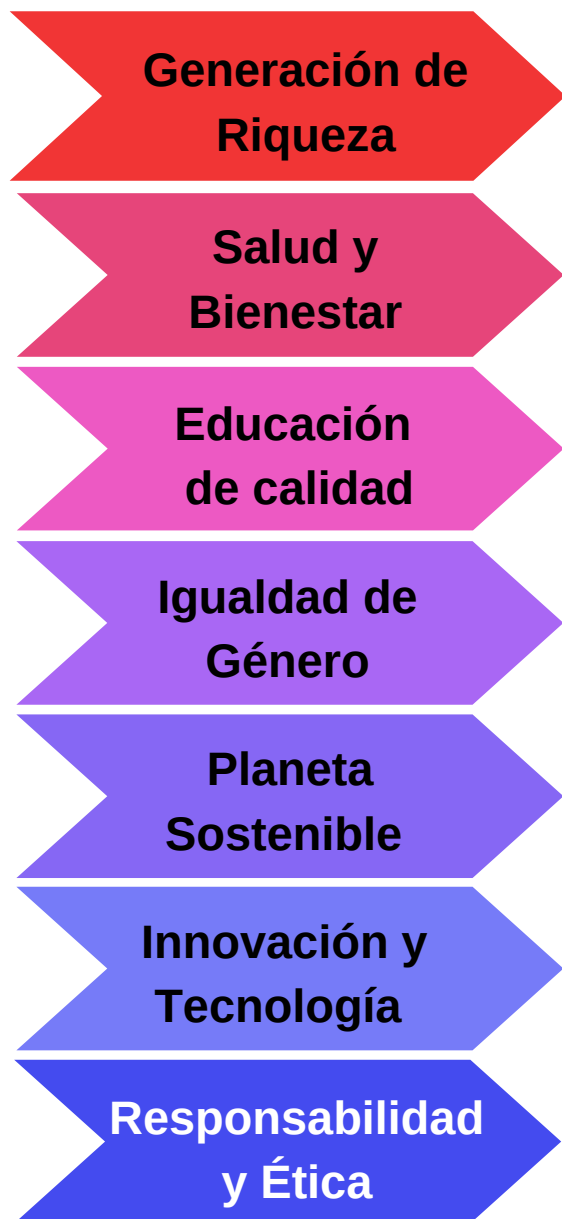 Generación de
Riqueza
Salud y
Bienestar
Educación
de calidad
Igualdad de
Género
Planeta
Sostenible
Innovación y
Tecnología
Responsabilidad
y Ética